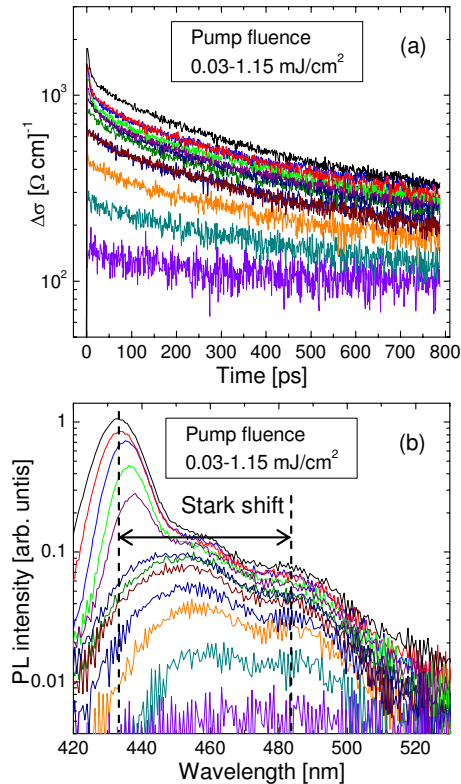 Pump fluence
0.03-1.15 mJ/cm²
(a)
10³
10²
Δσ [Ω cm]⁻¹
0 100 200 300 400 500 600 700 800
Time [ps]
Pump fluence
0.03-1.15 mJ/cm²
(b)
Stark shift
1
0.1
0.01
PL intensity [arb. untis]
420 440 460 480 500 520
Wavelength [nm]